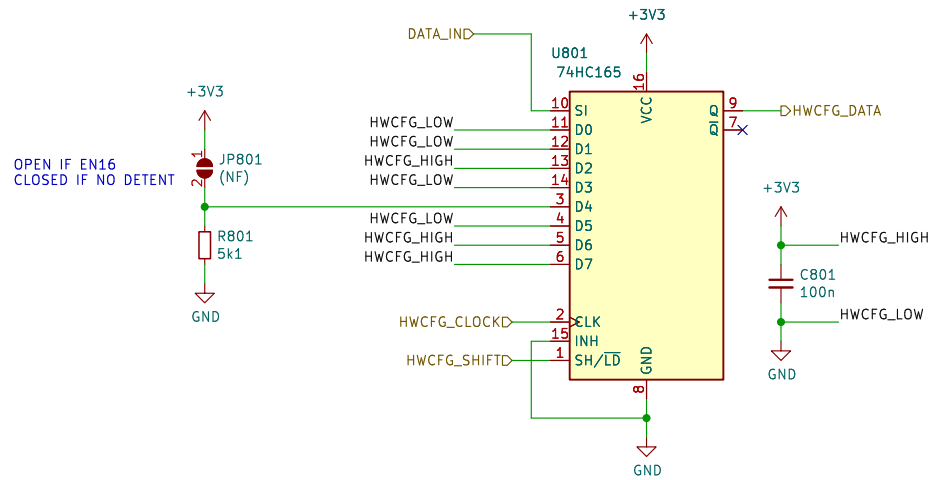 +3V3
DATA_IN
U801
74HC165
16
VCC
+3V3
1
JP801
2
(NF)
OPEN IF EN16
CLOSED IF NO DETENT
R801
5k1
GND
10 SI
HWCFG_LOW 11 D0
HWCFG_LOW 12 D1
HWCFG_HIGH 13 D2
HWCFG_LOW 14 D3
3 D4
HWCFG_LOW 4 D5
HWCFG_HIGH 5 D6
HWCFG_HIGH 6 D7
HWCFG_CLOCK 2 CLK
15 INH
HWCFG_SHIFT 1 SH/L̅D̅
Q 9 HWCFG_DATA
Q̅ 7
GND
8
GND
+3V3
HWCFG_HIGH
C801
100n
HWCFG_LOW
GND